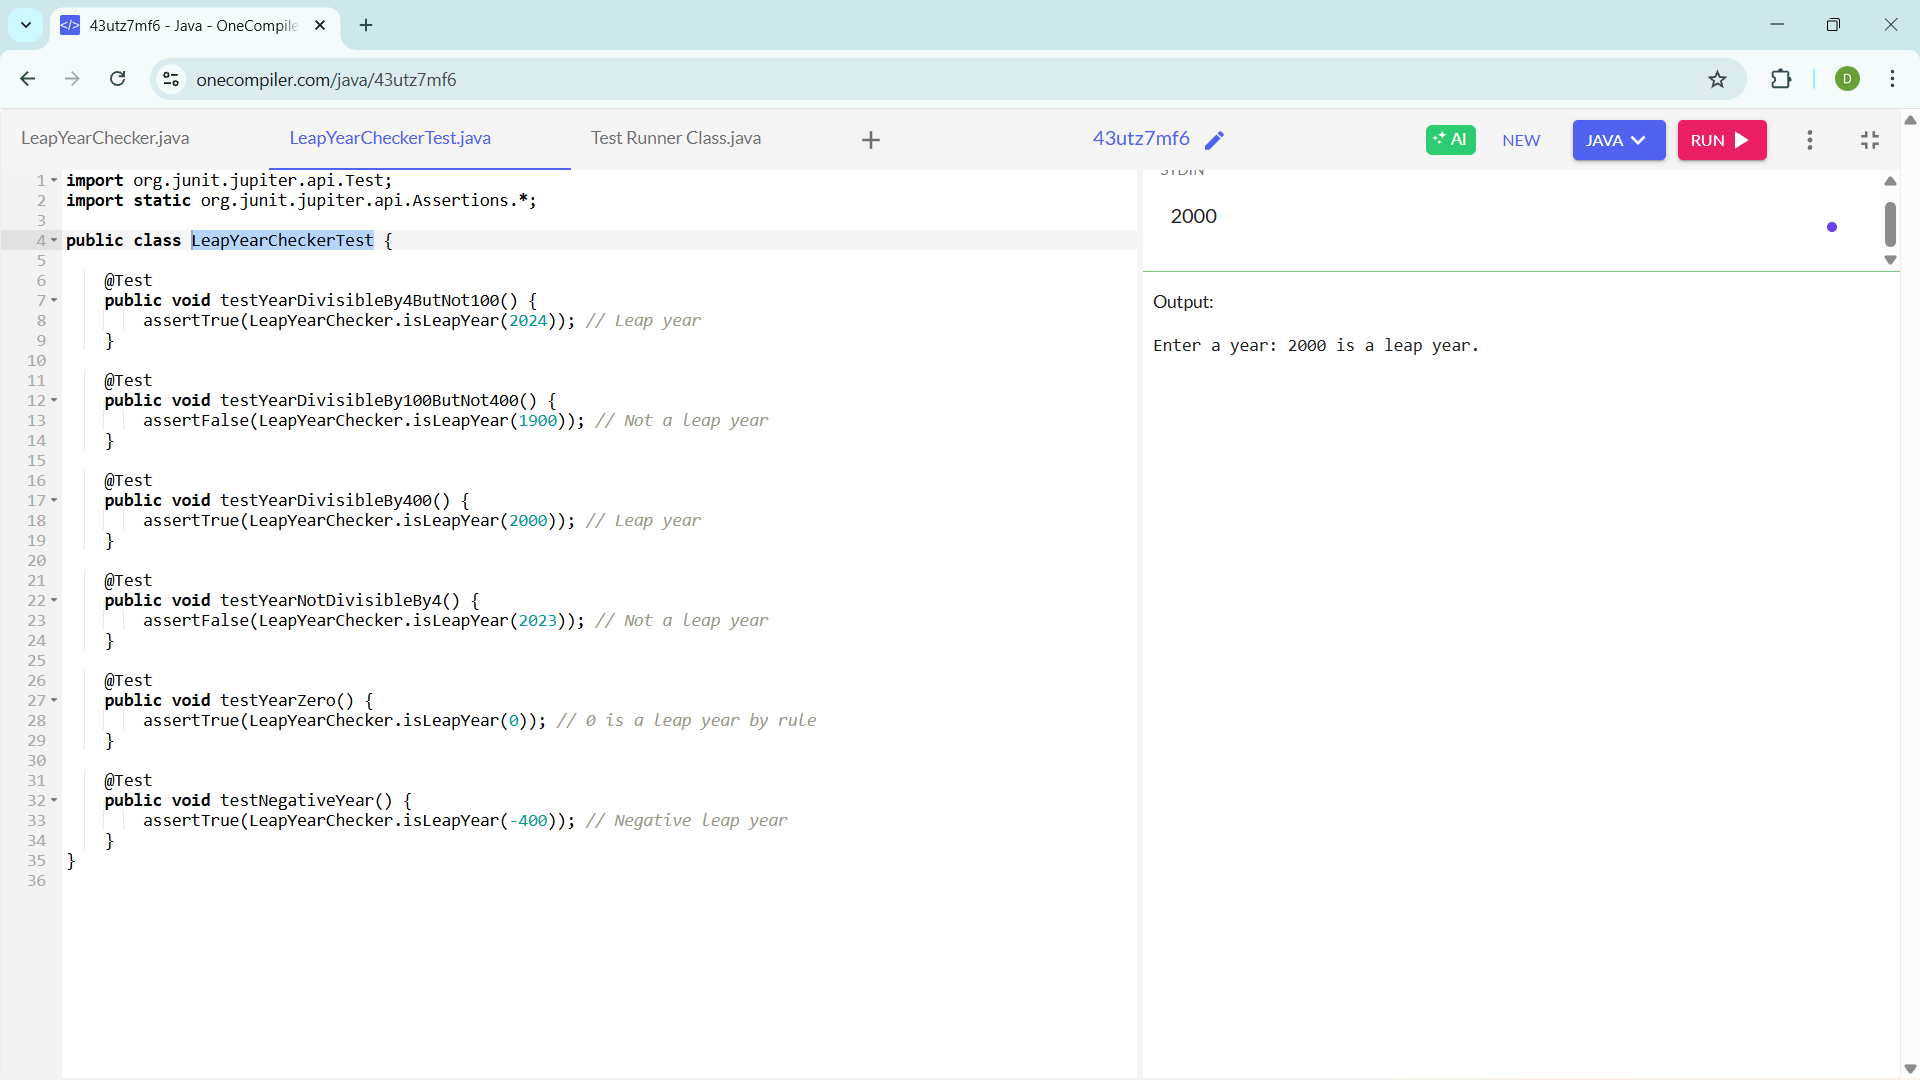 43utz7mf6 - Java - OneCompile
onecompiler.com/java/43utz7mf6
D
LeapYearChecker.java
LeapYearCheckerTest.java
Test Runner Class.java
43utz7mf6
AI
NEW
JAVA
RUN
1 import org.junit.jupiter.api.Test;
2 import static org.junit.jupiter.api.Assertions.*;
3
4 public class LeapYearCheckerTest {
5
6 @Test
7 public void testYearDivisibleBy4ButNot100() {
8 assertTrue(LeapYearChecker.isLeapYear(2024)); // Leap year
9 }
10
11 @Test
12 public void testYearDivisibleBy100ButNot400() {
13 assertFalse(LeapYearChecker.isLeapYear(1900)); // Not a leap year
14 }
15
16 @Test
17 public void testYearDivisibleBy400() {
18 assertTrue(LeapYearChecker.isLeapYear(2000)); // Leap year
19 }
20
21 @Test
22 public void testYearNotDivisibleBy4() {
23 assertFalse(LeapYearChecker.isLeapYear(2023)); // Not a leap year
24 }
25
26 @Test
27 public void testYearZero() {
28 assertTrue(LeapYearChecker.isLeapYear(0)); // 0 is a leap year by rule
29 }
30
31 @Test
32 public void testNegativeYear() {
33 assertTrue(LeapYearChecker.isLeapYear(-400)); // Negative leap year
34 }
35 }
36
STDIN
2000
Output:
Enter a year: 2000 is a leap year.